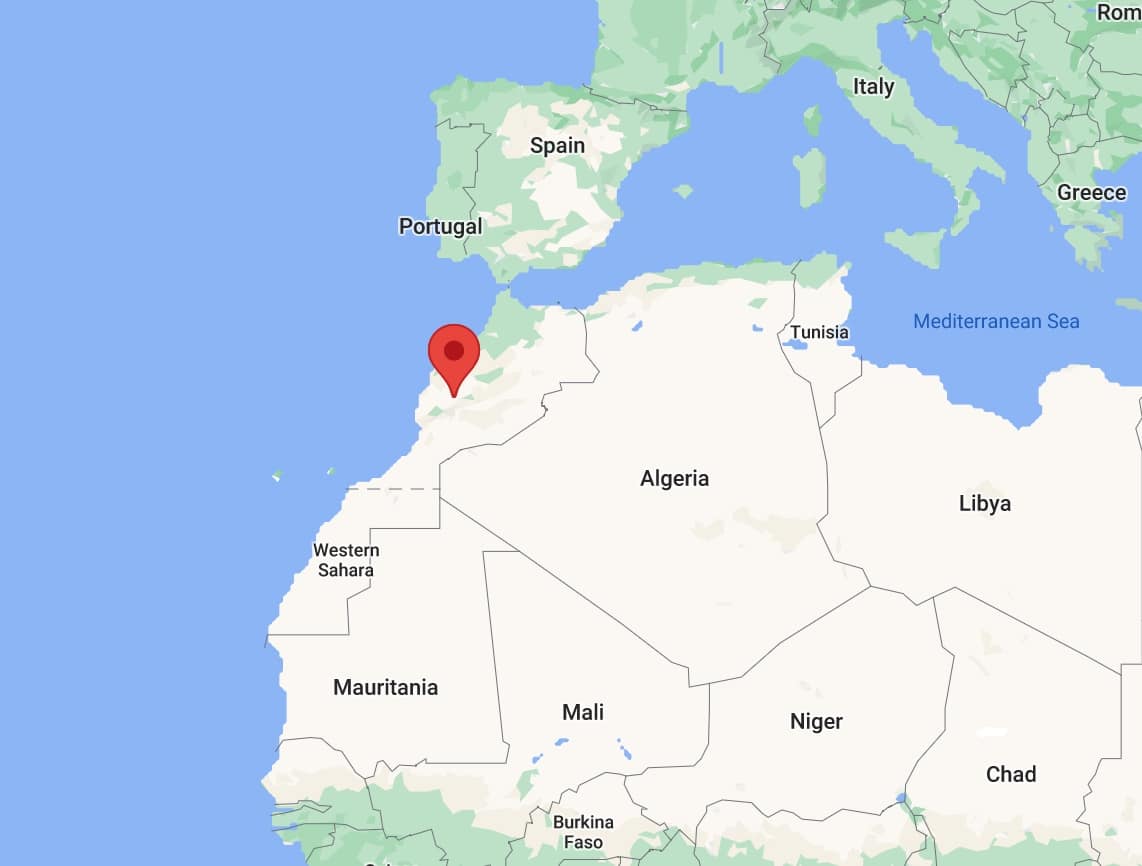 Rom
Italy
Spain
Greece
Portugal
Mediterranean Sea
Tunisia
Algeria
Libya
Western
Sahara
Mauritania
Mali
Niger
Chad
Burkina
Faso